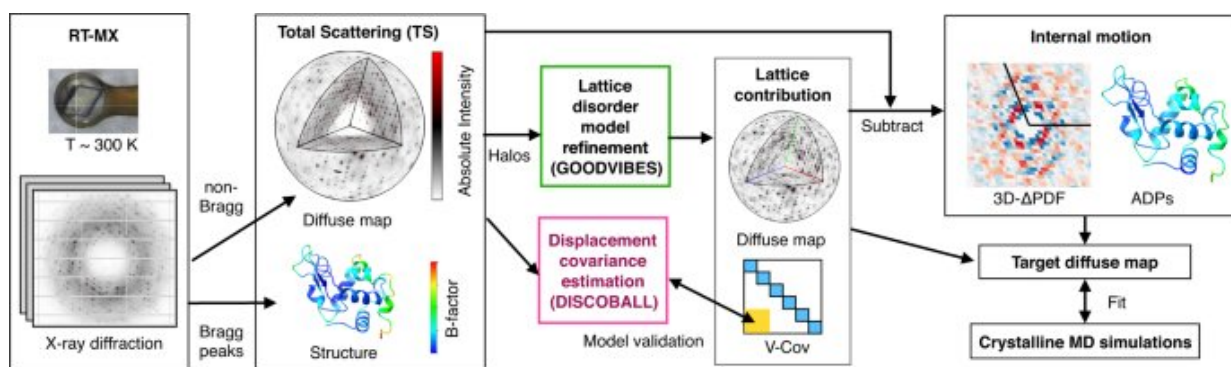 RT-MX
T ~ 300 K
X-ray diffraction
non-
Bragg
Bragg
peaks
Total Scattering (TS)
Absolute Intensity
Diffuse map
B-factor
Structure
Halos
Lattice
disorder
model
refinement
(GOODVIBES)
Displacement
covariance
estimation
(DISCOBALL)
Model validation
Lattice
contribution
Diffuse map
V-Cov
Subtract
Internal motion
3D-ΔPDF
ADPs
Target diffuse map
Fit
Crystalline MD simulations